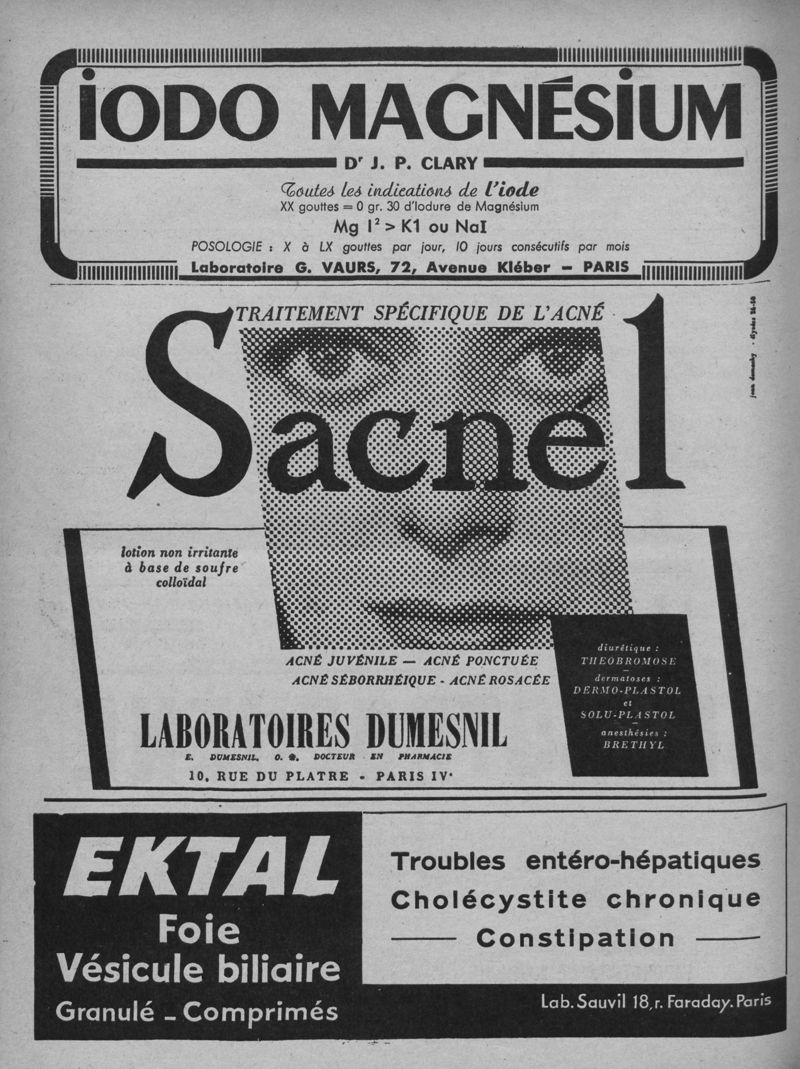 iODO MAGNÉSiUM
Dr J. P. CLARY
Toutes les indications de l'iode
XX gouttes = 0 gr. 30 d'Iodure de Magnésium
Mg I² > K1 ou NaI
POSOLOGIE : X à LX gouttes par jour, 10 jours consécutifs par mois
Laboratoire G. VAURS, 72, Avenue Kléber – PARIS
TRAITEMENT SPÉCIFIQUE DE L'ACNÉ
Sacnél
jean domenky - élysées 26-50
lotion non irritante
à base de soufre
colloïdal
ACNÉ JUVÉNILE — ACNÉ PONCTUÉE
ACNÉ SÉBORRHÉIQUE - ACNÉ ROSACÉE
diurétique :
THEOBROMOSE
dermatoses :
DERMO-PLASTOL
et
SOLU-PLASTOL
anesthésies :
BRETHYL
LABORATOIRES DUMESNIL
E. DUMESNIL, O. DOCTEUR EN PHARMACIE
10, RUE DU PLATRE - PARIS IVe
EKTAL
Foie
Vésicule biliaire
Granulé – Comprimés
Troubles entéro-hépatiques
Cholécystite chronique
Constipation
Lab. Sauvil 18, r. Faraday. Paris